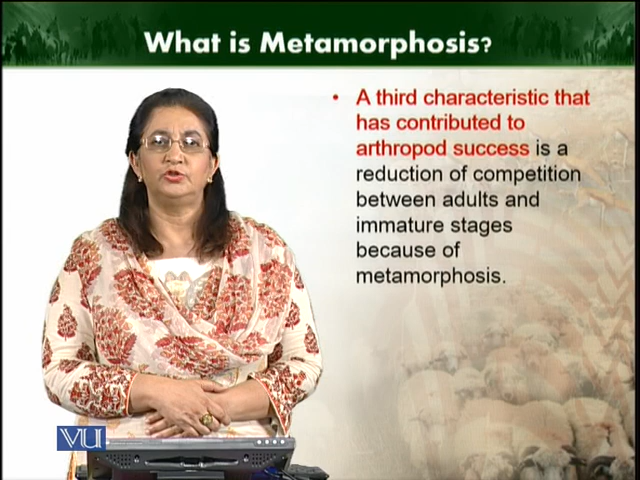 What is Metamorphosis?
• A third characteristic that
has contributed to
arthropod success is a
reduction of competition
between adults and
immature stages
because of
metamorphosis.
VU